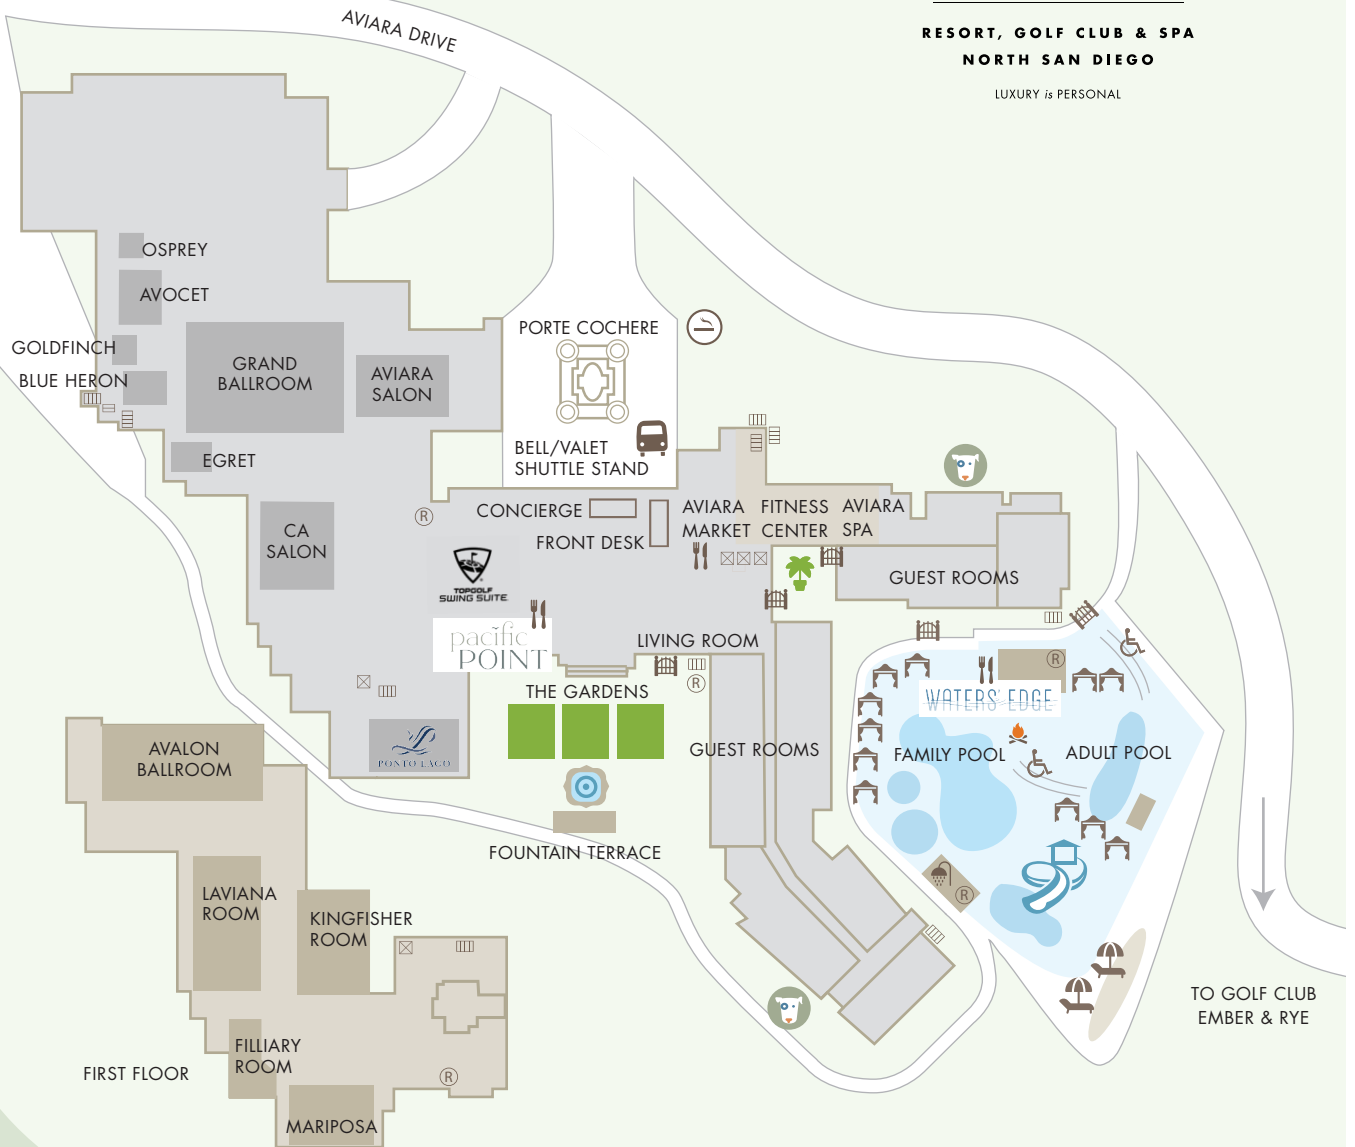 RESORT, GOLF CLUB & SPA
NORTH SAN DIEGO
LUXURY is PERSONAL
AVIARA DRIVE
OSPREY
AVOCET
GOLDFINCH
BLUE HERON
GRAND
BALLROOM
AVIARA
SALON
EGRET
CA
SALON
PORTE COCHERE
BELL/VALET
SHUTTLE STAND
CONCIERGE
FRONT DESK
AVIARA
MARKET
FITNESS
CENTER
AVIARA
SPA
GUEST ROOMS
R
TOPGOLF
SWING SUITE
pacific
POINT
LIVING ROOM
R
THE GARDENS
PONTO LAGO
FOUNTAIN TERRACE
GUEST ROOMS
R
WATERS' EDGE
FAMILY POOL
ADULT POOL
R
TO GOLF CLUB
EMBER & RYE
AVALON
BALLROOM
LAVIANA
ROOM
KINGFISHER
ROOM
FILLIARY
ROOM
FIRST FLOOR
R
MARIPOSA